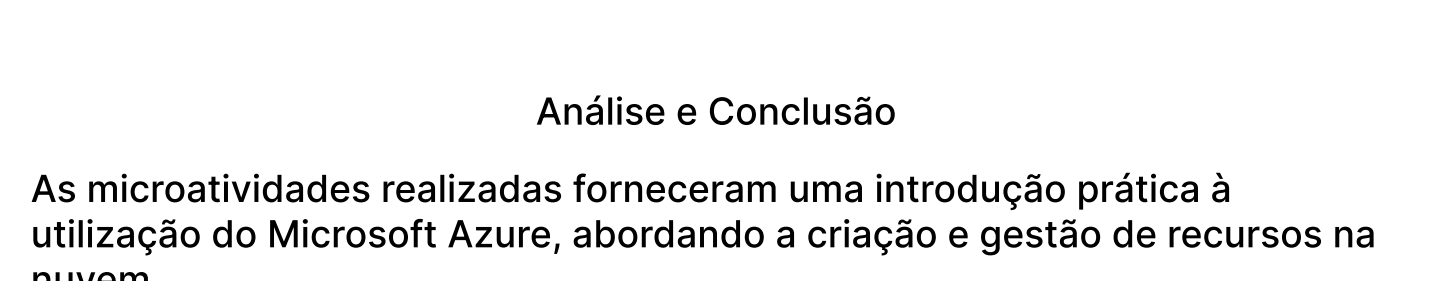 Análise e Conclusão
As microatividades realizadas forneceram uma introdução prática à
utilização do Microsoft Azure, abordando a criação e gestão de recursos na
nuvem